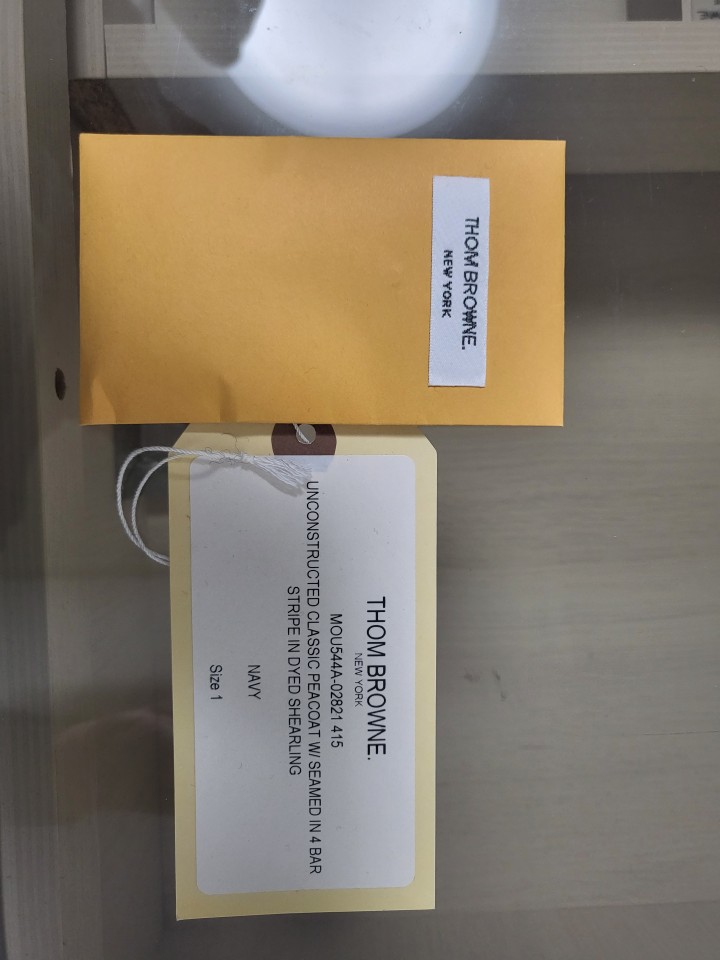 THOM BROWNE.
NEW YORK
THOM BROWNE.
NEW YORK
MOU544A-02821 415
UNCONSTRUCTED CLASSIC PEACOAT W/ SEAMED IN 4 BAR
STRIPE IN DYED SHEARLING
NAVY
Size 1